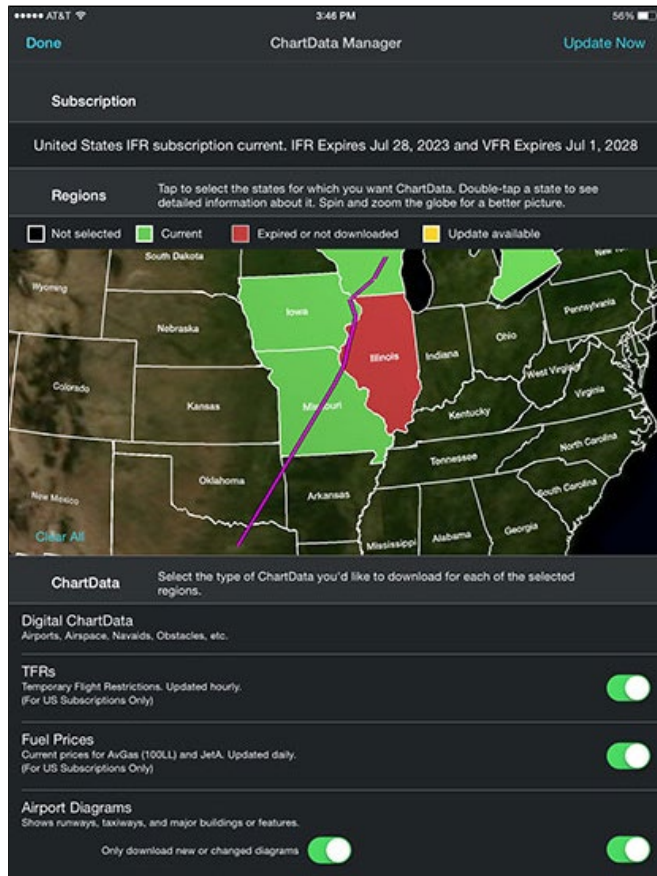 AT&T
3:46 PM
56%
Done
ChartData Manager
Update Now
Subscription
United States IFR subscription current. IFR Expires Jul 28, 2023 and VFR Expires Jul 1, 2028
Regions
Tap to select the states for which you want ChartData. Double-tap a state to see
detailed information about it. Spin and zoom the globe for a better picture.
Not selected
Current
Expired or not downloaded
Update available
South Dakota
Wyoming
Iowa
Pennsylvania
Nebraska
Ohio
Illinois
Indiana
West Virginia
Colorado
Virginia
Kansas
Missouri
Kentucky
North Carolina
Tennessee
Oklahoma
South Carolina
New Mexico
Arkansas
Georgia
Clear All
Mississippi
Alabama
ChartData
Select the type of ChartData you'd like to download for each of the selected
regions.
Digital ChartData
Airports, Airspace, Navaids, Obstacles, etc.
TFRs
Temporary Flight Restrictions. Updated hourly.
(For US Subscriptions Only)
Fuel Prices
Current prices for AvGas (100LL) and JetA. Updated daily.
(For US Subscriptions Only)
Airport Diagrams
Shows runways, taxiways, and major buildings or features.
Only download new or changed diagrams